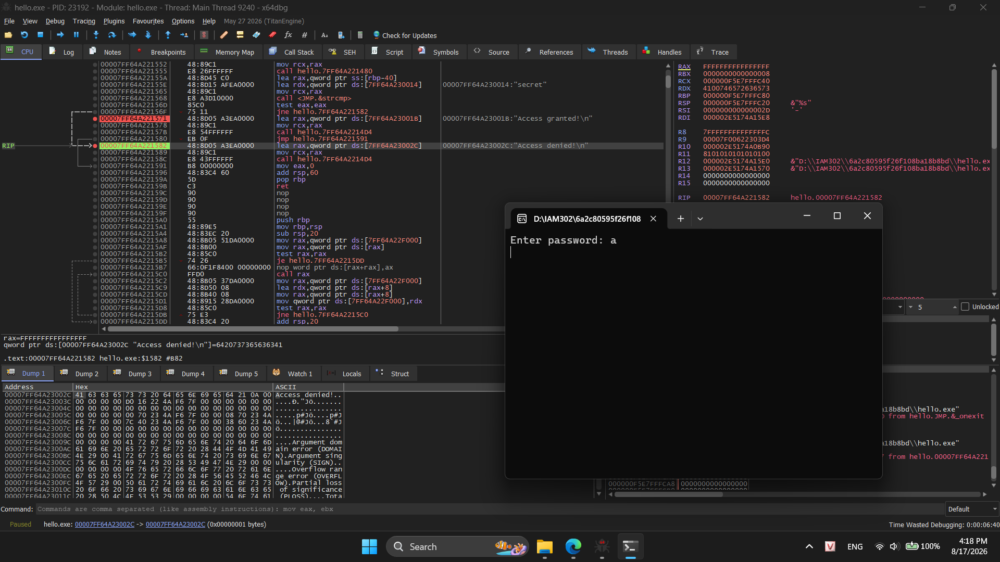 hello.exe - PID: 23192 - Module: hello.exe - Thread: Main Thread 9240 - x64dbg
File View Debug Tracing Plugins Favourites Options Help May 27 2026 (TitanEngine)
Check for Updates
CPU Log Notes Breakpoints Memory Map Call Stack SEH Script Symbols Source References Threads Handles Trace
00007FF64A221552 48:89C1 mov rcx,rax
00007FF64A221555 E8 26FFFFFF call hello.7FF64A221480
00007FF64A22155A 48:8D45 C0 lea rax,qword ptr ss:[rbp-40]
00007FF64A22155E 48:8D15 AFEA0000 lea rdx,qword ptr ds:[7FF64A230014] 00007FF64A230014:"secret"
00007FF64A221565 48:89C1 mov rcx,rax
00007FF64A221568 E8 A3D10000 call <JMP.&strcmp>
00007FF64A22156D 85C0 test eax,eax
00007FF64A22156F 75 11 jne hello.7FF64A221582
00007FF64A221571 48:8D05 A3EA0000 lea rax,qword ptr ds:[7FF64A23001B] 00007FF64A23001B:"Access granted!\n"
00007FF64A221578 48:89C1 mov rcx,rax
00007FF64A22157B E8 54FFFFFF call hello.7FF64A2214D4
00007FF64A221580 EB 0F jmp hello.7FF64A221591
RIP 00007FF64A221582 48:8D05 A3EA0000 lea rax,qword ptr ds:[7FF64A23002C] 00007FF64A23002C:"Access denied!\n"
00007FF64A221589 48:89C1 mov rcx,rax
00007FF64A22158C E8 43FFFFFF call hello.7FF64A2214D4
00007FF64A221591 B8 00000000 mov eax,0
00007FF64A221596 48:83C4 60 add rsp,60
00007FF64A22159A 5D pop rbp
00007FF64A22159B C3 ret
00007FF64A22159C 90 nop
00007FF64A22159D 90 nop
00007FF64A22159E 90 nop
00007FF64A22159F 90 nop
00007FF64A2215A0 55 push rbp
00007FF64A2215A1 48:89E5 mov rbp,rsp
00007FF64A2215A4 48:83EC 20 sub rsp,20
00007FF64A2215A8 48:8B05 51DA0000 mov rax,qword ptr ds:[7FF64A22F000]
00007FF64A2215AF 48:8B00 mov rax,qword ptr ds:[rax]
00007FF64A2215B2 48:85C0 test rax,rax
00007FF64A2215B5 74 26 je hello.7FF64A2215DD
00007FF64A2215B7 66:0F1F8400 00000000 nop word ptr ds:[rax+rax],ax
00007FF64A2215C0 FFD0 call rax
00007FF64A2215C2 48:8B05 37DA0000 mov rax,qword ptr ds:[7FF64A22F000]
00007FF64A2215C9 48:8D50 08 lea rdx,qword ptr ds:[rax+8]
00007FF64A2215CD 48:8B40 08 mov rax,qword ptr ds:[rax+8]
00007FF64A2215D1 48:8915 28DA0000 mov qword ptr ds:[7FF64A22F000],rdx
00007FF64A2215D8 48:85C0 test rax,rax
00007FF64A2215DB 75 E3 jne hello.7FF64A2215C0
00007FF64A2215DD 48:83C4 20 add rsp,20
RAX FFFFFFFFFFFFFFFF
RBX 0000000000000008
RCX 000000F5E7FFFC40
RDX 4100746572636573
RBP 000000F5E7FFFC80
RSP 000000F5E7FFFC20 &"%s"
RSI 000000000000002D '-'
RDI 000002E5174A15E8
R8 7FFFFFFFFFFFFFFC
R9 00007F00622303D4
R10 000002E5174A0B90
R11 8101010101010100
R12 000002E5174A15E0 &"D:\\IAM302\\6a2c80595f26f108ba18b8bd\\hello.ex
R13 000002E5174A1570 &"D:\\IAM302\\6a2c80595f26f108ba18b8bd\\hello.ex
R14 0000000000000000
R15 0000000000000000
RIP 00007FF64A221582 hello.00007FF64A221582
5 Unlocked
D:\IAM302\6a2c80595f26f108
Enter password: a
rax=FFFFFFFFFFFFFFFF
qword ptr ds:[00007FF64A23002C "Access denied!\n"]=6420737365636341
.text:00007FF64A221582 hello.exe:$1582 #B82
Dump 1 Dump 2 Dump 3 Dump 4 Dump 5 Watch 1 Locals Struct
Address Hex ASCII
00007FF64A23002C 41 63 63 65 73 73 20 64 65 6E 69 65 64 21 0A 00 Access denied!..
00007FF64A23003C 00 00 00 00 D0 16 22 4A F6 7F 00 00 00 00 00 00 ....Ð."Jö.......
00007FF64A23004C 00 00 00 00 00 00 00 00 00 00 00 00 00 00 00 00 ................
00007FF64A23005C 00 00 00 00 00 70 23 4A F6 7F 00 00 08 70 23 4A .....p#Jö....p#J
00007FF64A23006C F6 7F 00 00 7C 40 23 4A F6 7F 00 00 38 60 23 4A ö...|@#Jö...8`#J
00007FF64A23007C F6 7F 00 00 00 00 00 00 00 00 00 00 00 00 00 00 ö...............
00007FF64A23008C 00 00 00 00 00 00 00 00 00 00 00 00 00 00 00 00 ................
00007FF64A23009C 00 00 00 00 41 72 67 75 6D 65 6E 74 20 64 6F 6D ....Argument dom
00007FF64A2300AC 61 69 6E 20 65 72 72 6F 72 20 28 44 4F 4D 41 49 ain error (DOMAI
00007FF64A2300BC 4E 29 00 41 72 67 75 6D 65 6E 74 20 73 69 6E 67 N).Argument sing
00007FF64A2300CC 75 6C 61 72 69 74 79 20 28 53 49 47 4E 29 00 00 ularity (SIGN)..
00007FF64A2300DC 00 00 00 00 4F 76 65 72 66 6C 6F 77 20 72 61 6E ....Overflow ran
00007FF64A2300EC 67 65 20 65 72 72 6F 72 20 28 4F 56 45 52 46 4C ge error (OVERFL
00007FF64A2300FC 4F 57 29 00 50 61 72 74 69 61 6C 20 6C 6F 73 73 OW).Partial loss
00007FF64A23010C 20 6F 66 20 73 69 67 6E 69 66 69 63 61 6E 63 65 of significance
00007FF64A23011C 20 28 50 4C 4F 53 53 29 00 00 00 00 54 6F 74 61 (PLOSS)....Tota
a18b8bd\\hello.exe"
from hello.JMP.&_onexit
a18b8bd\\hello.exe"
from hello.00007FF64A221
000000F5E7FFFCA8 0000000000000000
Command: Commands are comma separated (like assembly instructions): mov eax, ebx Default
Paused hello.exe: 00007FF64A23002C -> 00007FF64A23002C (0x00000001 bytes) Time Wasted Debugging: 0:00:06:40
Search
ENG
100%
4:18 PM
8/17/2026